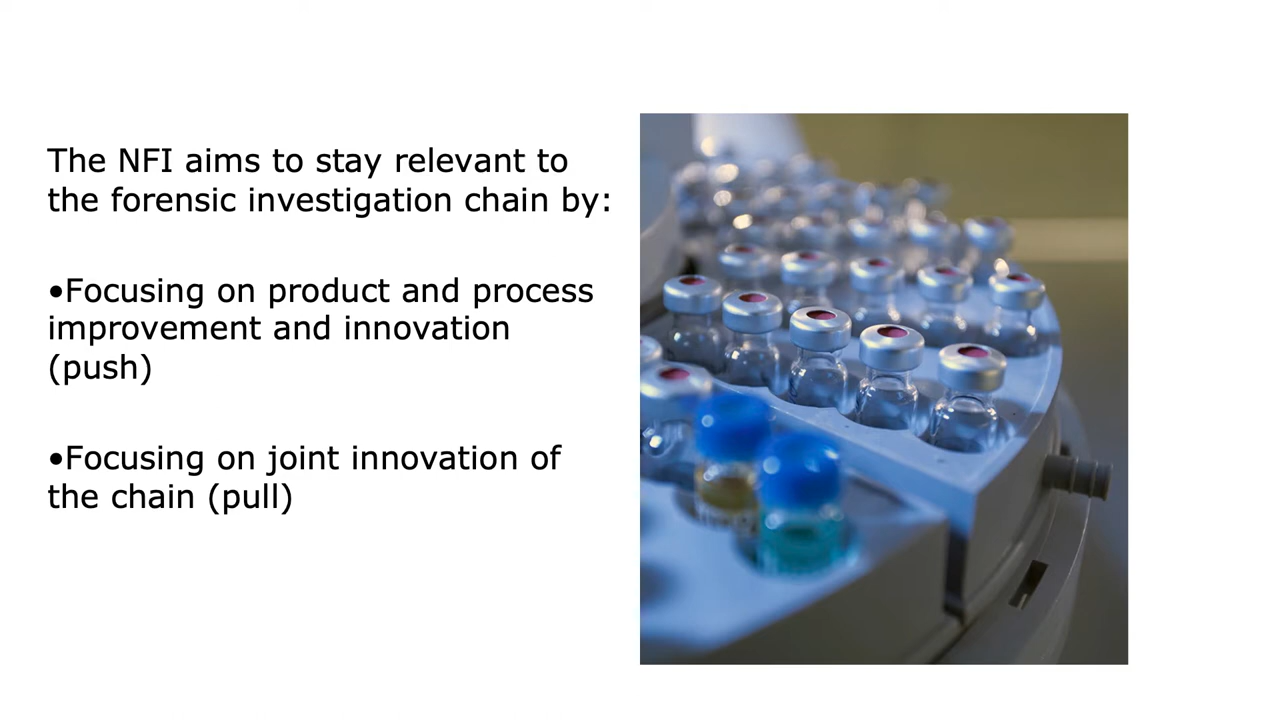 The NFI aims to stay relevant to
the forensic investigation chain by:
•Focusing on product and process
improvement and innovation
(push)
•Focusing on joint innovation of
the chain (pull)